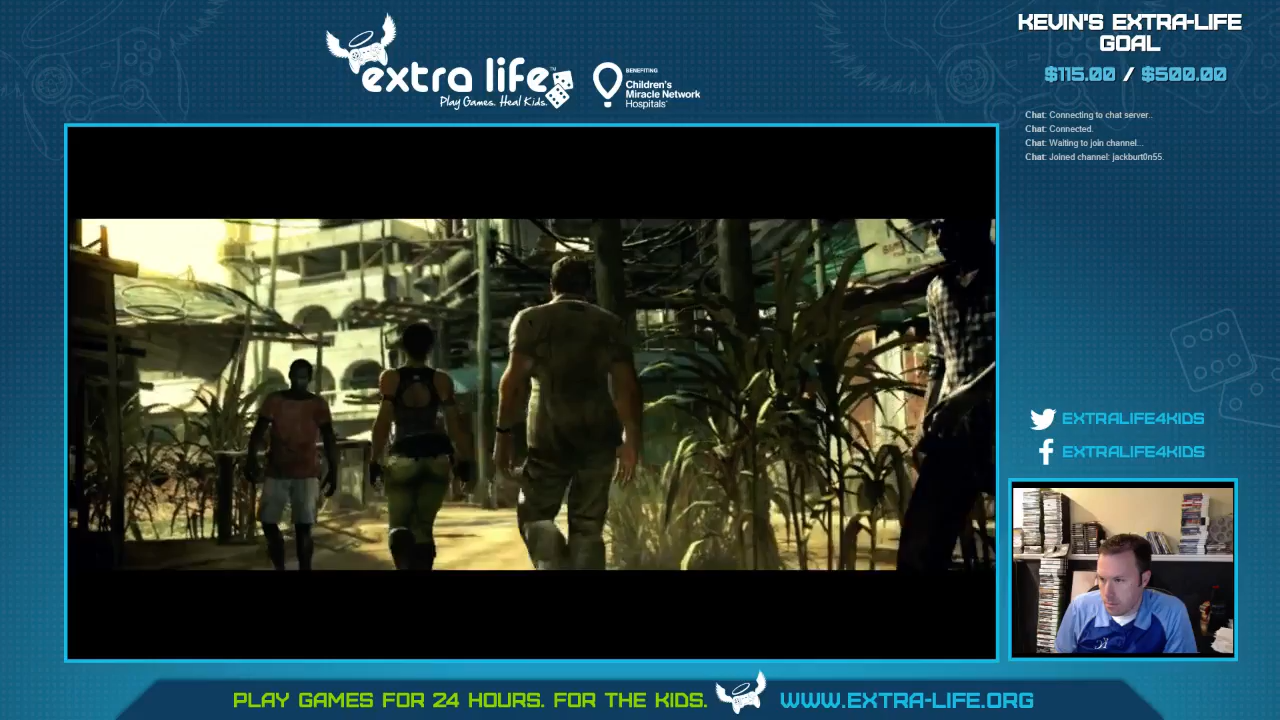 extra life™
Play Games. Heal Kids.
BENEFITING
Children's
Miracle Network
Hospitals
KEVIN'S EXTRA-LIFE
GOAL
$115.00 / $500.00
Chat: Connecting to chat server..
Chat: Connected.
Chat: Waiting to join channel...
Chat: Joined channel: jackburt0n55.
EXTRALIFE4KIDS
EXTRALIFE4KIDS
PLAY GAMES FOR 24 HOURS. FOR THE KIDS.
WWW.EXTRA-LIFE.ORG